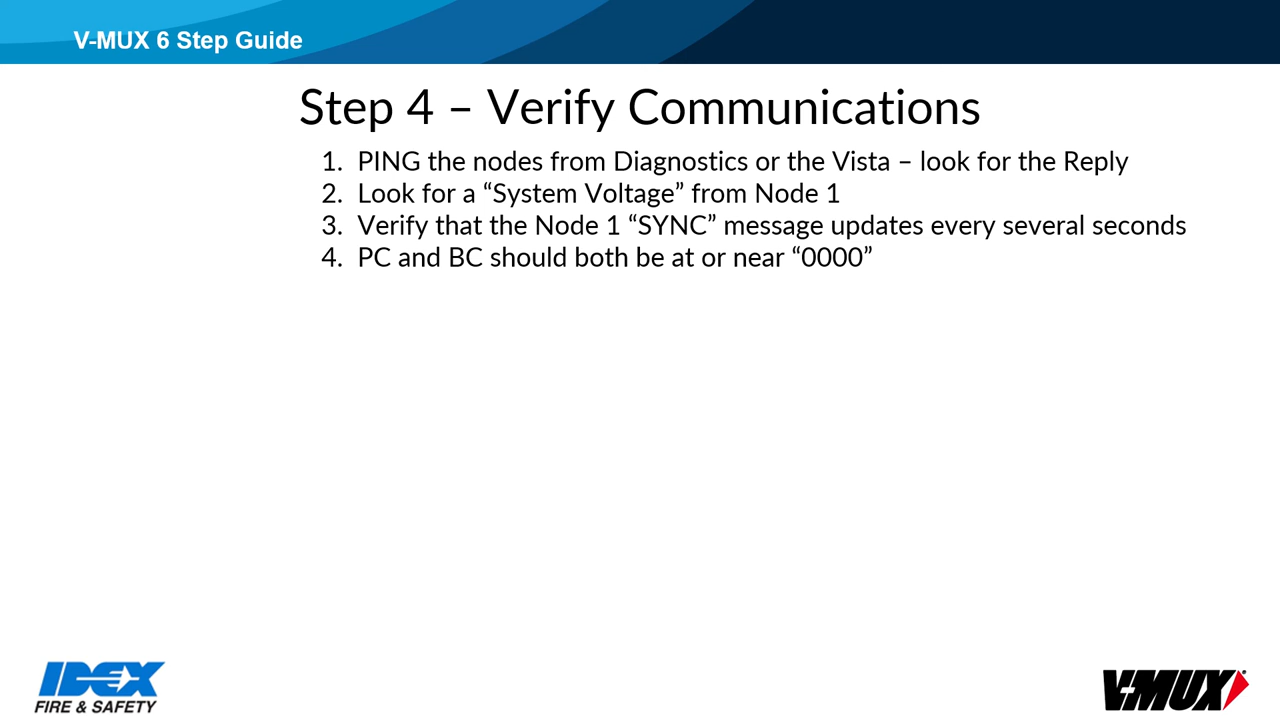 V-MUX 6 Step Guide
Step 4 – Verify Communications
1. PING the nodes from Diagnostics or the Vista – look for the Reply
2. Look for a “System Voltage” from Node 1
3. Verify that the Node 1 “SYNC” message updates every several seconds
4. PC and BC should both be at or near “0000”
IDEX
FIRE & SAFETY
V-MUX